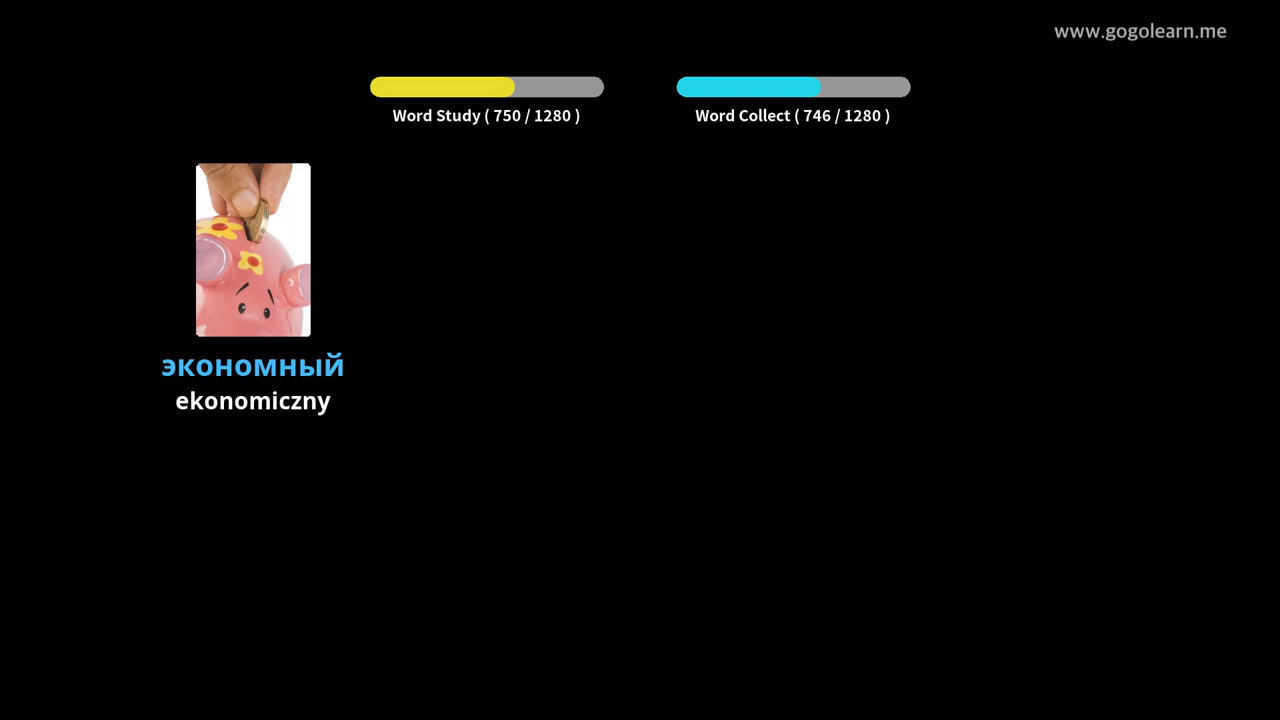 www.gogolearn.me
Word Study ( 750 / 1280 )
Word Collect ( 746 / 1280 )
экономный
ekonomiczny